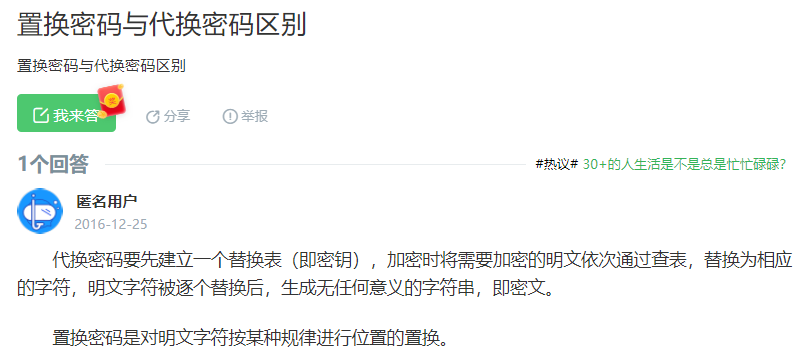 置换密码与代换密码区别
置换密码与代换密码区别
我来答
奖
分享
举报
1个回答
#热议# 30+的人生活是不是总是忙忙碌碌?
匿名用户
2016-12-25
代换密码要先建立一个替换表（即密钥），加密时将需要加密的明文依次通过查表，替换为相应
的字符，明文字符被逐个替换后，生成无任何意义的字符串，即密文。
置换密码是对明文字符按某种规律进行位置的置换。